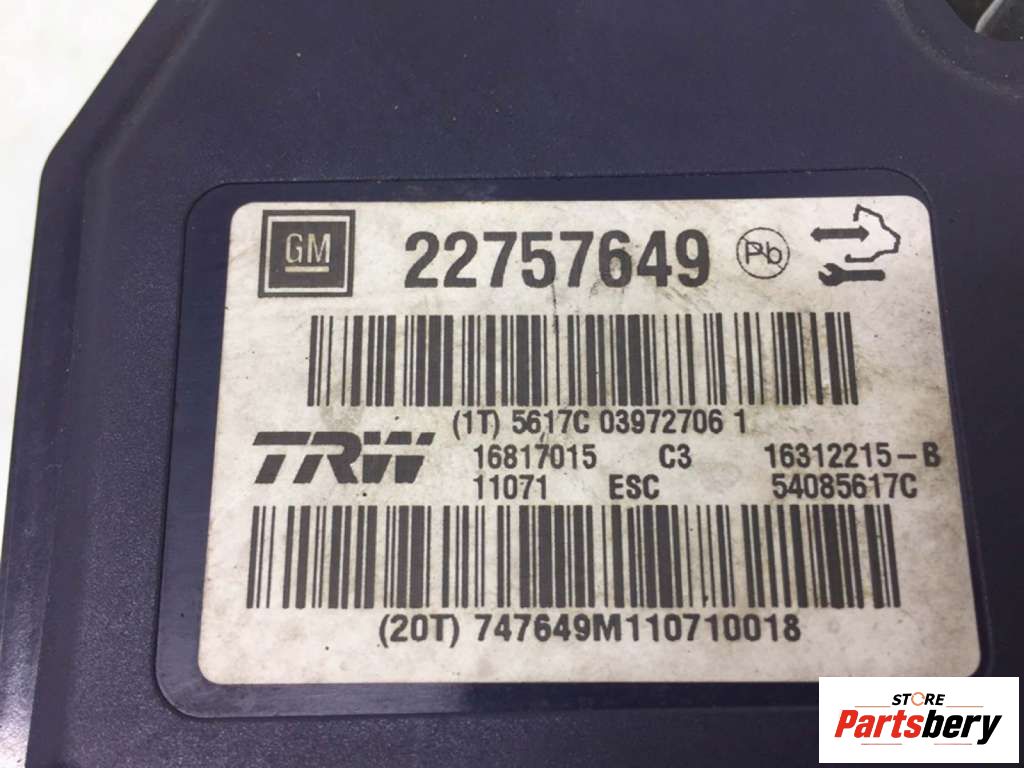 GM 22757649 Pb
(1T) 5617C 03972706 1
TRW 16817015 C3 16312215-B
11071 ESC 54085617C
(20T) 747649M110710018
STORE
Partsbery